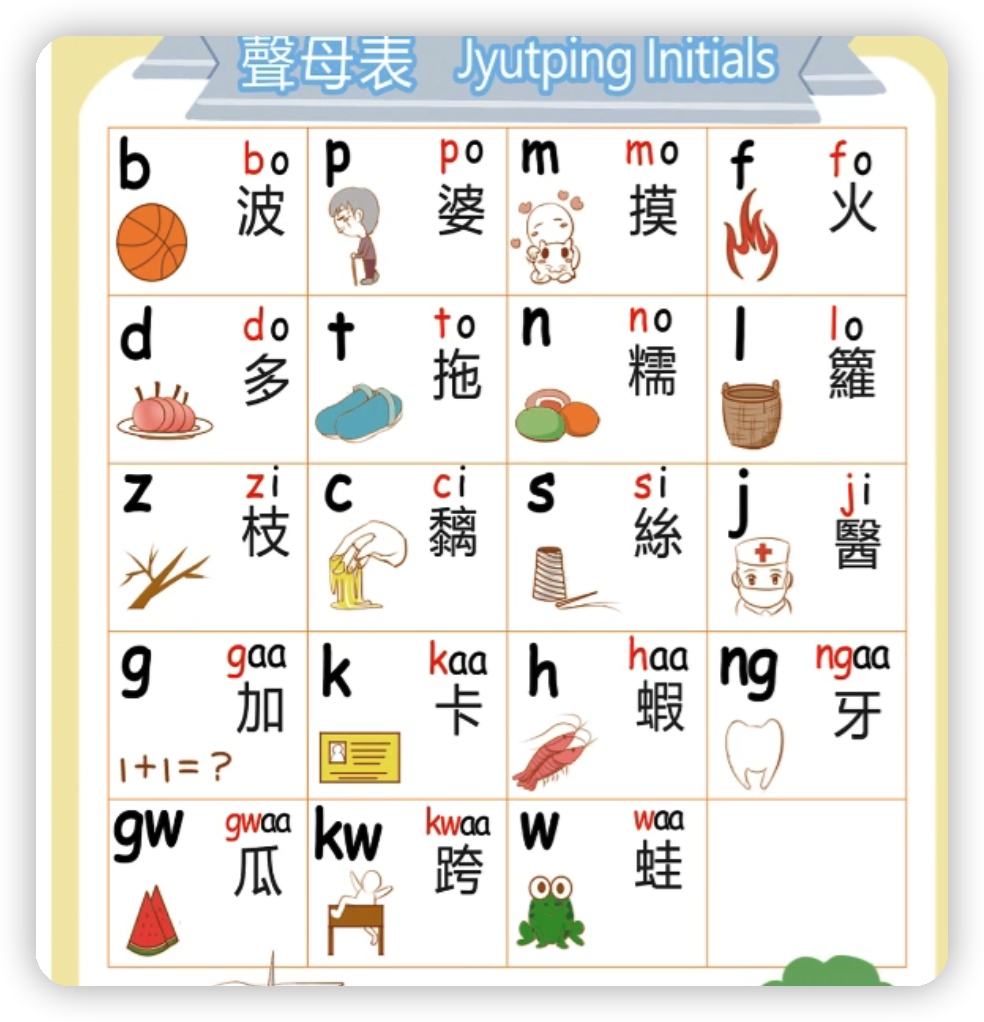 聲母表 Jyutping Initials
b bo 波
p po 婆
m mo 摸
f fo 火
d do 多
t to 拖
n no 糯
l lo 籮
z zi 枝
c ci 黐
s si 絲
j ji 醫
g gaa 加
1+1=?
k kaa 卡
h haa 蝦
ng ngaa 牙
gw gwaa 瓜
kw kwaa 跨
w waa 蛙